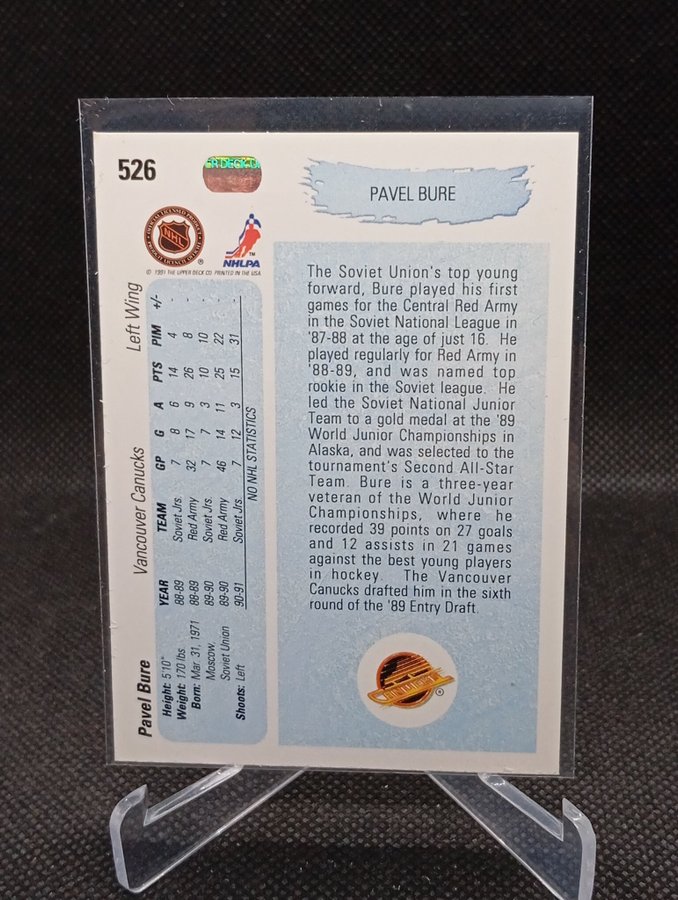 526
PAVEL BURE
NHL
NHLPA
© 1991 THE UPPER DECK CO. PRINTED IN THE USA
Pavel Bure Vancouver Canucks Left Wing
Height: 5'10"
Weight: 170 lbs.
Born: Mar. 31, 1971
Moscow,
Soviet Union
Shoots: Left
YEAR TEAM GP G A PTS PIM +/-
88-89 Soviet Jrs. 7 8 6 14 4 -
88-89 Red Army 32 17 9 26 8 -
89-90 Soviet Jrs. 7 7 3 10 10 -
89-90 Red Army 46 14 11 25 22 -
90-91 Soviet Jrs. 7 12 3 15 31 -
NO NHL STATISTICS
The Soviet Union's top young
forward, Bure played his first
games for the Central Red Army
in the Soviet National League in
'87-88 at the age of just 16. He
played regularly for Red Army in
'88-89, and was named top
rookie in the Soviet league. He
led the Soviet National Junior
Team to a gold medal at the '89
World Junior Championships in
Alaska, and was selected to the
tournament's Second All-Star
Team. Bure is a three-year
veteran of the World Junior
Championships, where he
recorded 39 points on 27 goals
and 12 assists in 21 games
against the best young players
in hockey. The Vancouver
Canucks drafted him in the sixth
round of the '89 Entry Draft.
CANUCKS